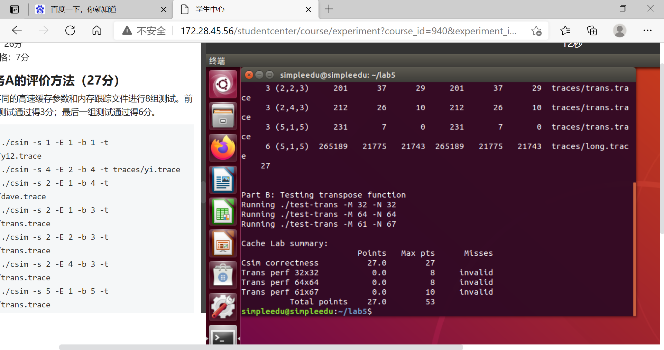 百度一下，你就知道
学生中心
不安全
172.28.45.56/studentcenter/course/experiment?course_id=940&experiment_i...
格：7分
务A的评价方法（27分）
不同的高速缓存参数和内存跟踪文件进行8组测试。前
测试通过得3分；最后一组测试通过得6分。
./csim -s 1 -E 1 -b 1 -t
/yi2.trace
./csim -s 4 -E 2 -b 4 -t traces/yi.trace
./csim -s 2 -E 1 -b 4 -t
/dave.trace
./csim -s 2 -E 1 -b 3 -t
/trans.trace
./csim -s 2 -E 2 -b 3 -t
/trans.trace
./csim -s 2 -E 4 -b 3 -t
/trans.trace
./csim -s 5 -E 1 -b 5 -t
/trans.trace
12秒
终端
simpleedu@simpleedu: ~/lab5
3 (2,2,3) 201 37 29 201 37 29 traces/trans.tra
ce
3 (2,4,3) 212 26 10 212 26 10 traces/trans.tra
ce
3 (5,1,5) 231 7 0 231 7 0 traces/trans.tra
ce
6 (5,1,5) 265189 21775 21743 265189 21775 21743 traces/long.trac
e
27
Part B: Testing transpose function
Running ./test-trans -M 32 -N 32
Running ./test-trans -M 64 -N 64
Running ./test-trans -M 61 -N 67
Cache Lab summary:
Points Max pts Misses
Csim correctness 27.0 27
Trans perf 32x32 0.0 8 invalid
Trans perf 64x64 0.0 8 invalid
Trans perf 61x67 0.0 10 invalid
Total points 27.0 53
simpleedu@simpleedu:~/lab5$